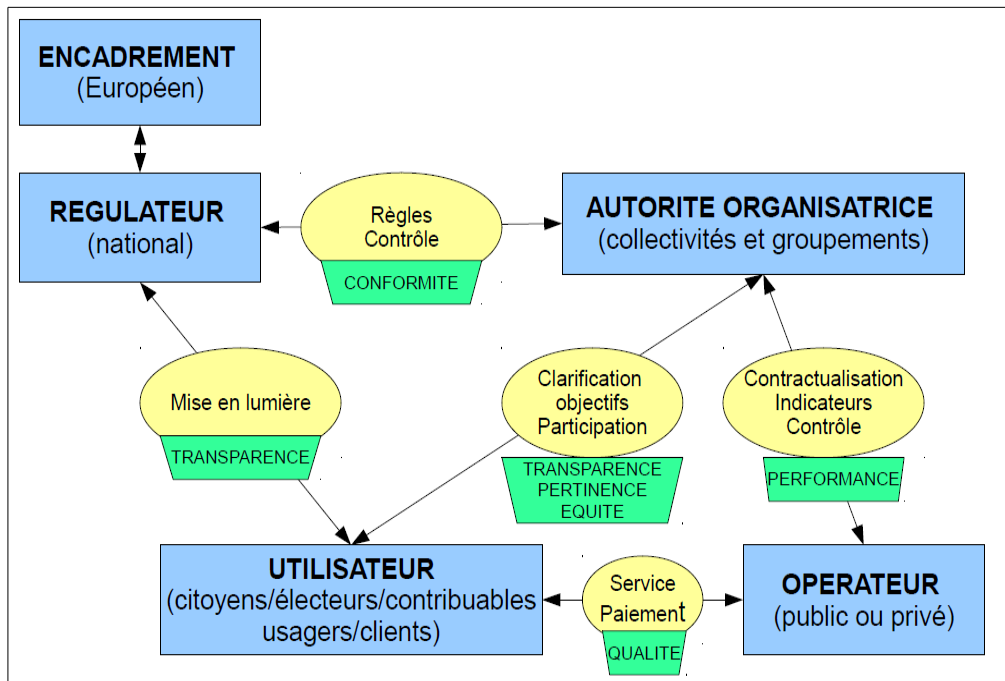 ENCADREMENT
(Européen)
REGULATEUR
(national)
Règles
Contrôle
CONFORMITE
AUTORITE ORGANISATRICE
(collectivités et groupements)
Mise en lumière
TRANSPARENCE
Clarification
objectifs
Participation
TRANSPARENCE
PERTINENCE
EQUITE
Contractualisation
Indicateurs
Contrôle
PERFORMANCE
UTILISATEUR
(citoyens/électeurs/contribuables
usagers/clients)
Service
Paiement
QUALITE
OPERATEUR
(public ou privé)